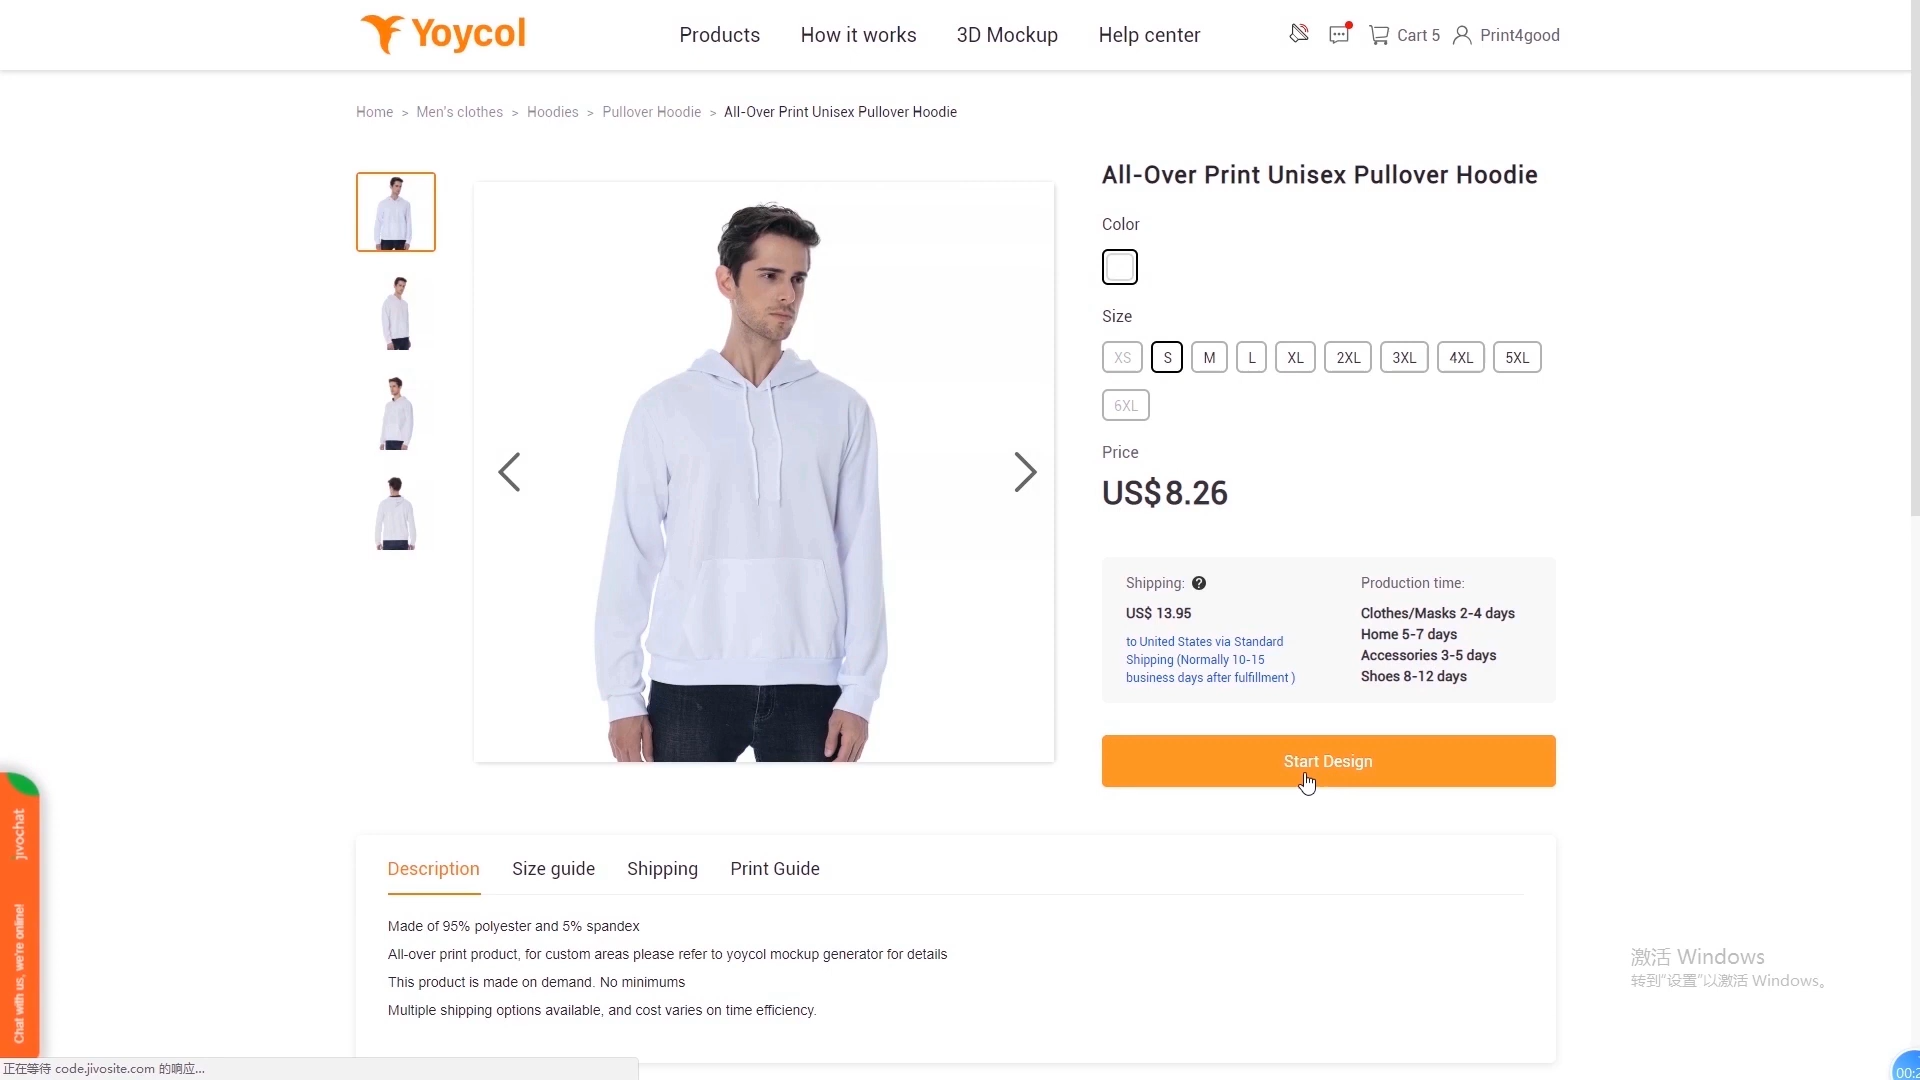 Yoycol
Products
How it works
3D Mockup
Help center
Cart 5
Print4good
Home > Men's clothes > Hoodies > Pullover Hoodie > All-Over Print Unisex Pullover Hoodie
All-Over Print Unisex Pullover Hoodie
Color
Size
XS S M L XL 2XL 3XL 4XL 5XL
6XL
Price
US$8.26
Shipping: ?
US$ 13.95
to United States via Standard
Shipping (Normally 10-15
business days after fulfillment )
Production time:
Clothes/Masks 2-4 days
Home 5-7 days
Accessories 3-5 days
Shoes 8-12 days
Start Design
Description
Size guide
Shipping
Print Guide
Made of 95% polyester and 5% spandex
All-over print product, for custom areas please refer to yoycol mockup generator for details
This product is made on demand. No minimums
Multiple shipping options available, and cost varies on time efficiency.
jivochat
Chat with us, we're online!
激活 Windows
转到“设置”以激活 Windows。
正在等待 code.jivosite.com 的响应...